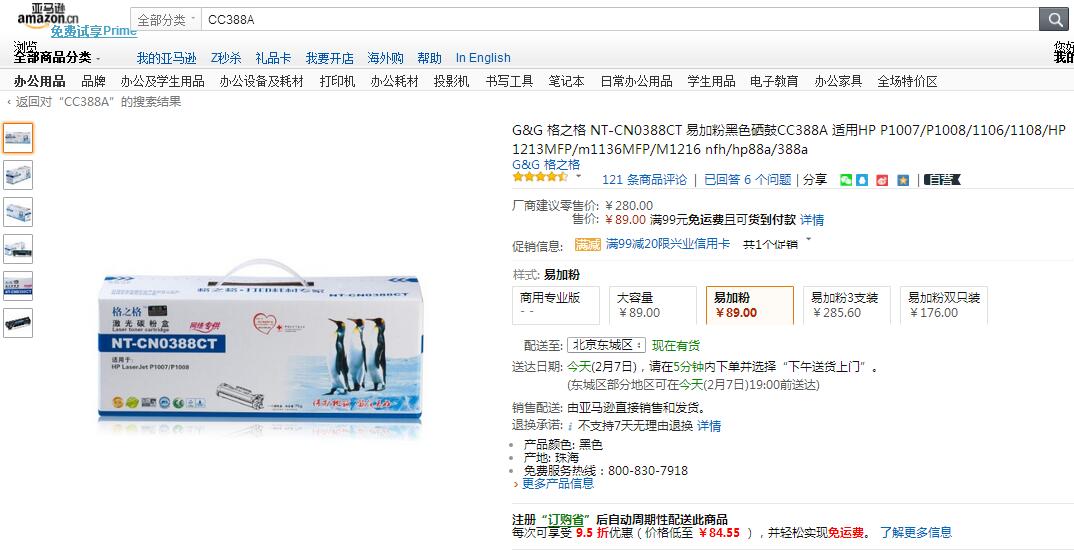 亚马逊
amazon.cn
免费试享Prime
全部分类
CC388A
浏览
全部商品分类
我的亚马逊 Z秒杀 礼品卡 我要开店 海外购 帮助 In English
你好
我的
办公用品 品牌 办公及学生用品 办公设备及耗材 打印机 办公耗材 投影机 书写工具 笔记本 日常办公用品 学生用品 电子教育 办公家具 全场特价区
‹ 返回对“CC388A”的搜索结果
G&G 格之格 NT-CN0388CT 易加粉黑色硒鼓CC388A 适用HP P1007/P1008/1106/1108/HP
1213MFP/m1136MFP/M1216 nfh/hp88a/388a
G&G 格之格
121 条商品评论 | 已回答 6 个问题 | 分享 | 自营
厂商建议零售价: ￥280.00
售价: ￥89.00 满99元免运费且可货到付款 详情
促销信息: 满减 满99减20限兴业信用卡 共1个促销
样式: 易加粉
商用专业版 大容量 易加粉 易加粉3支装 易加粉双只装
- - ￥89.00 ￥89.00 ￥285.60 ￥176.00
配送至: 北京东城区 现在有货
送达日期: 今天(2月7日)，请在5分钟内下单并选择“下午送货上门”。
(东城区部分地区可在今天(2月7日)19:00前送达)
销售配送: 由亚马逊直接销售和发货。
退换承诺: i 不支持7天无理由退换 详情
• 产品颜色: 黑色
• 产地: 珠海
• 免费服务热线：800-830-7918
› 更多产品信息
注册“订购省”后自动周期性配送此商品
每次可享受 9.5 折优惠（价格低至 ￥84.55 ），并轻松实现免运费。 了解更多信息
格之格·打印耗材专家
NT-CN0388CT
格之格
激光碳粉盒
Laser toner cartridge
网络专供
NT-CN0388CT
适用于:
HP LaserJet P1007/P1008